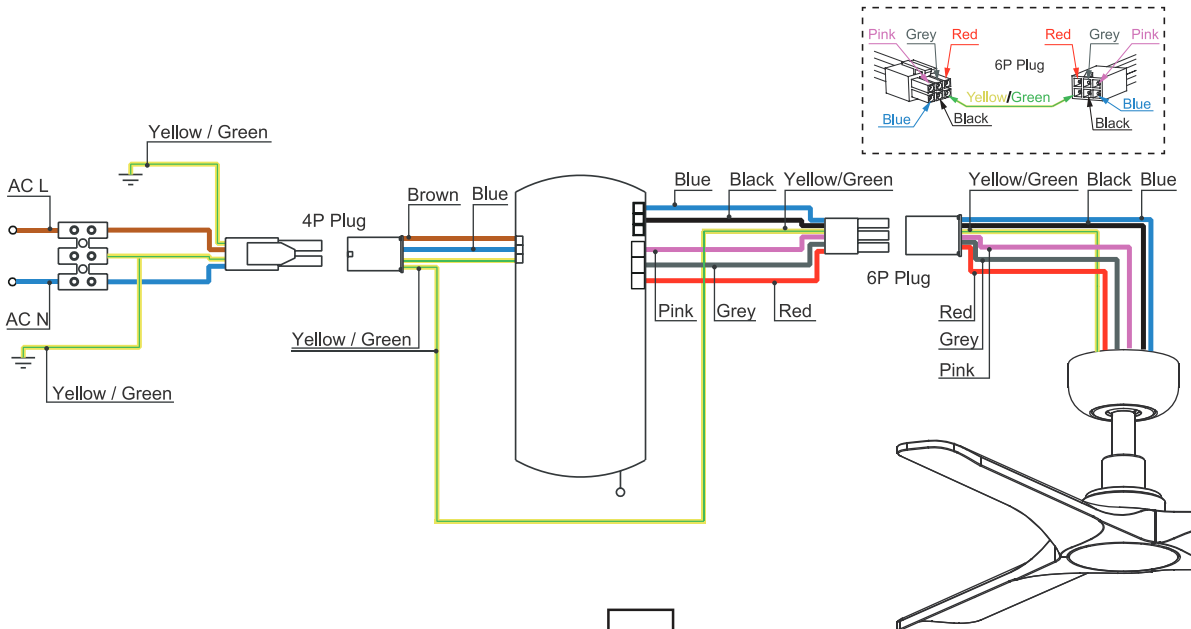 Pink Grey Red
Red Grey Pink
6P Plug
Yellow/Green
Blue
Black
Blue
Black
Yellow / Green
AC L
AC N
Yellow / Green
4P Plug
Brown
Blue
Yellow / Green
Blue
Black
Yellow/Green
Pink
Grey
Red
6P Plug
Yellow/Green
Black
Blue
Red
Grey
Pink